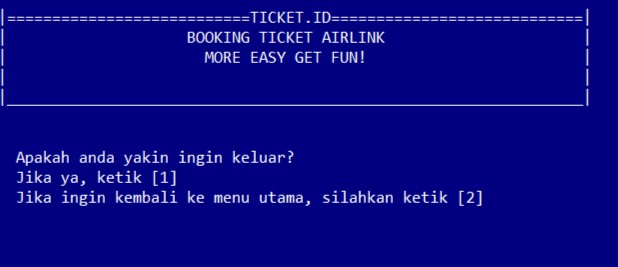 |===========================TICKET.ID============================|
BOOKING TICKET AIRLINK
MORE EASY GET FUN!
Apakah anda yakin ingin keluar?
Jika ya, ketik [1]
Jika ingin kembali ke menu utama, silahkan ketik [2]